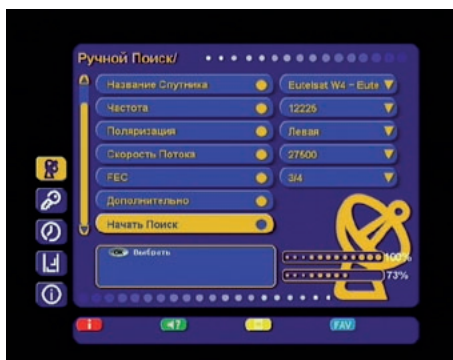 Ручной Поиск/
Название Спутника Eutelsat W4 – Eute
Частота 12225
Поляризация Левая
Скорость Потока 27500
FEC 3/4
Дополнительно
Начать Поиск
Выбрать
100%
73%
i ? FAV